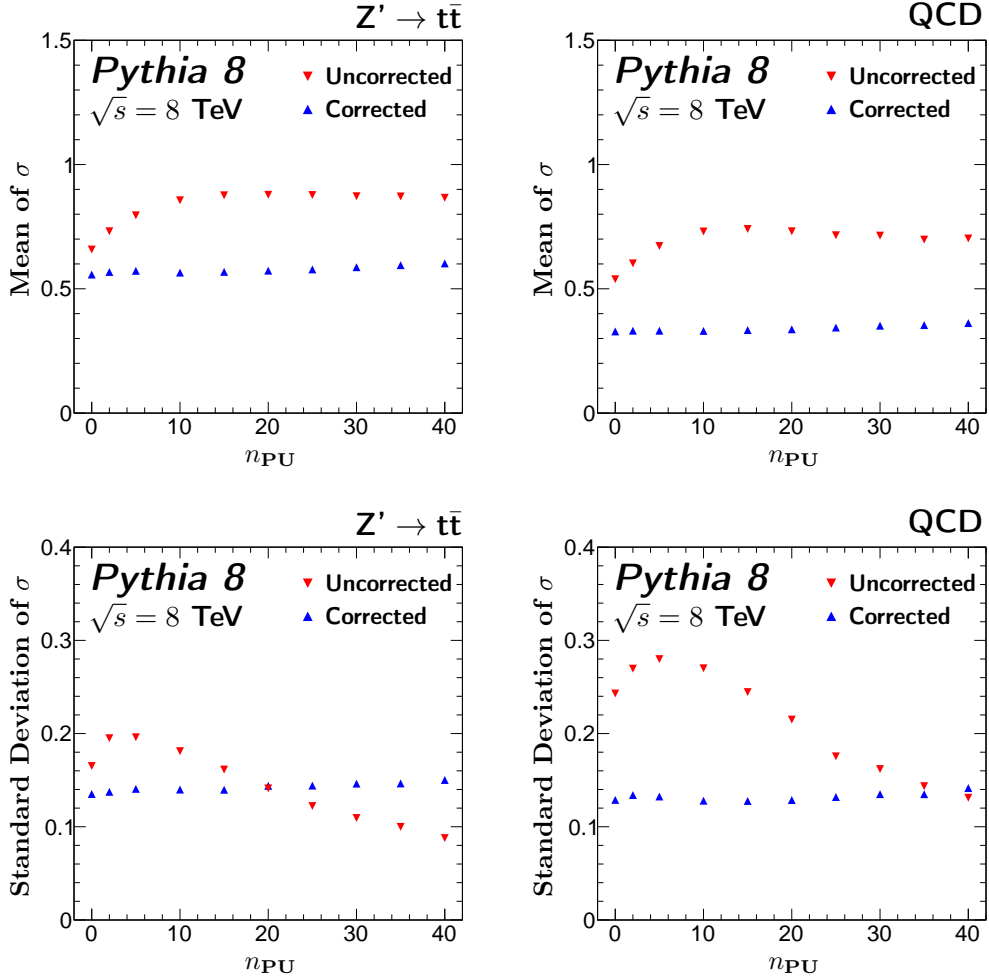 Z' → tt̄
Pythia 8
√s = 8 TeV
Uncorrected
Corrected
Mean of σ
1.5
1
0.5
0
0 10 20 30 40
n_PU
QCD
Pythia 8
√s = 8 TeV
Uncorrected
Corrected
Mean of σ
1.5
1
0.5
0
0 10 20 30 40
n_PU
Z' → tt̄
Pythia 8
√s = 8 TeV
Uncorrected
Corrected
Standard Deviation of σ
0.4
0.3
0.2
0.1
0
0 10 20 30 40
n_PU
QCD
Pythia 8
√s = 8 TeV
Uncorrected
Corrected
Standard Deviation of σ
0.4
0.3
0.2
0.1
0
0 10 20 30 40
n_PU